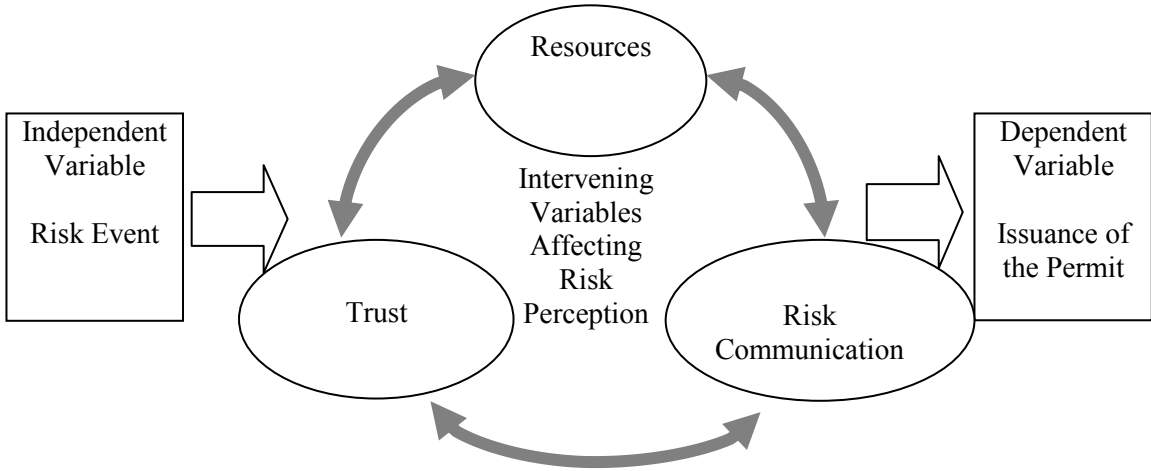 Independent
Variable
Risk Event
Resources
Intervening
Variables
Affecting
Risk
Perception
Trust
Risk
Communication
Dependent
Variable
Issuance of
the Permit